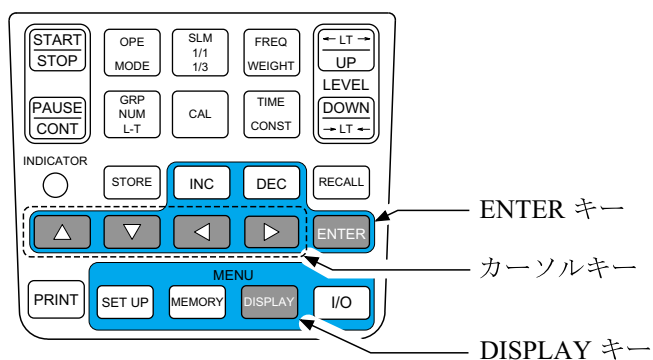 START
STOP
OPE
MODE
SLM
1/1
1/3
FREQ
WEIGHT
← LT →
UP
LEVEL
PAUSE
CONT
GRP
NUM
L-T
CAL
TIME
CONST
DOWN
→ LT ←
INDICATOR
STORE
INC
DEC
RECALL
ENTER
ENTER キー
カーソルキー
MENU
PRINT
SET UP
MEMORY
DISPLAY
I/O
DISPLAY キー